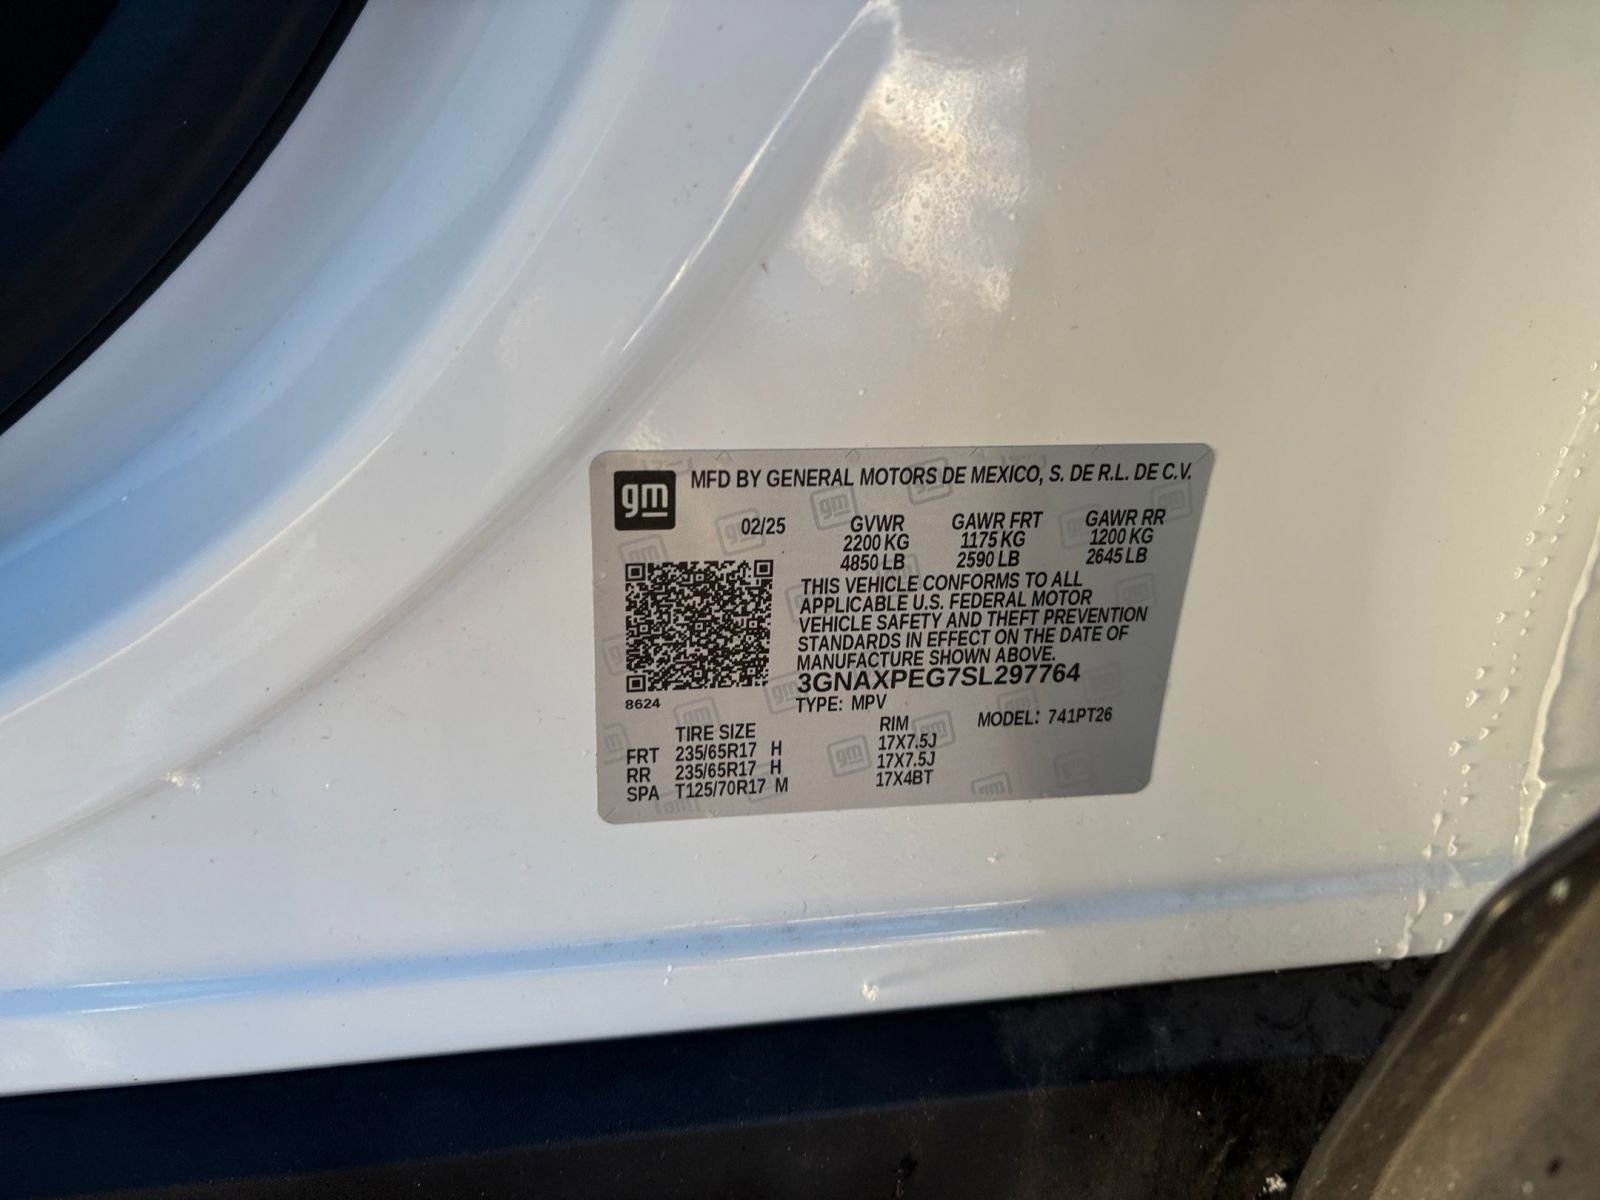 gm MFD BY GENERAL MOTORS DE MEXICO, S. DE R.L. DE C.V.
02/25 GVWR GAWR FRT GAWR RR
2200 KG 1175 KG 1200 KG
4850 LB 2590 LB 2645 LB
THIS VEHICLE CONFORMS TO ALL
APPLICABLE U.S. FEDERAL MOTOR
VEHICLE SAFETY AND THEFT PREVENTION
STANDARDS IN EFFECT ON THE DATE OF
MANUFACTURE SHOWN ABOVE.
3GNAXPEG7SL297764
8624 TYPE: MPV
TIRE SIZE RIM MODEL: 741PT26
FRT 235/65R17 H 17X7.5J
RR 235/65R17 H 17X7.5J
SPA T125/70R17 M 17X4BT